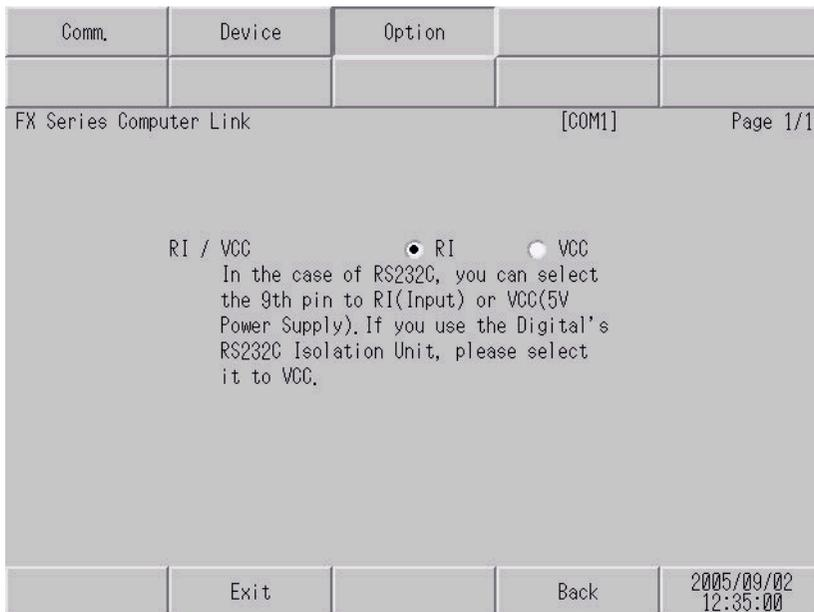 Comm. Device Option
FX Series Computer Link [COM1] Page 1/1
RI / VCC RI VCC
In the case of RS232C, you can select
the 9th pin to RI(Input) or VCC(5V
Power Supply).If you use the Digital's
RS232C Isolation Unit, please select
it to VCC.
Exit Back 2005/09/02
12:35:00